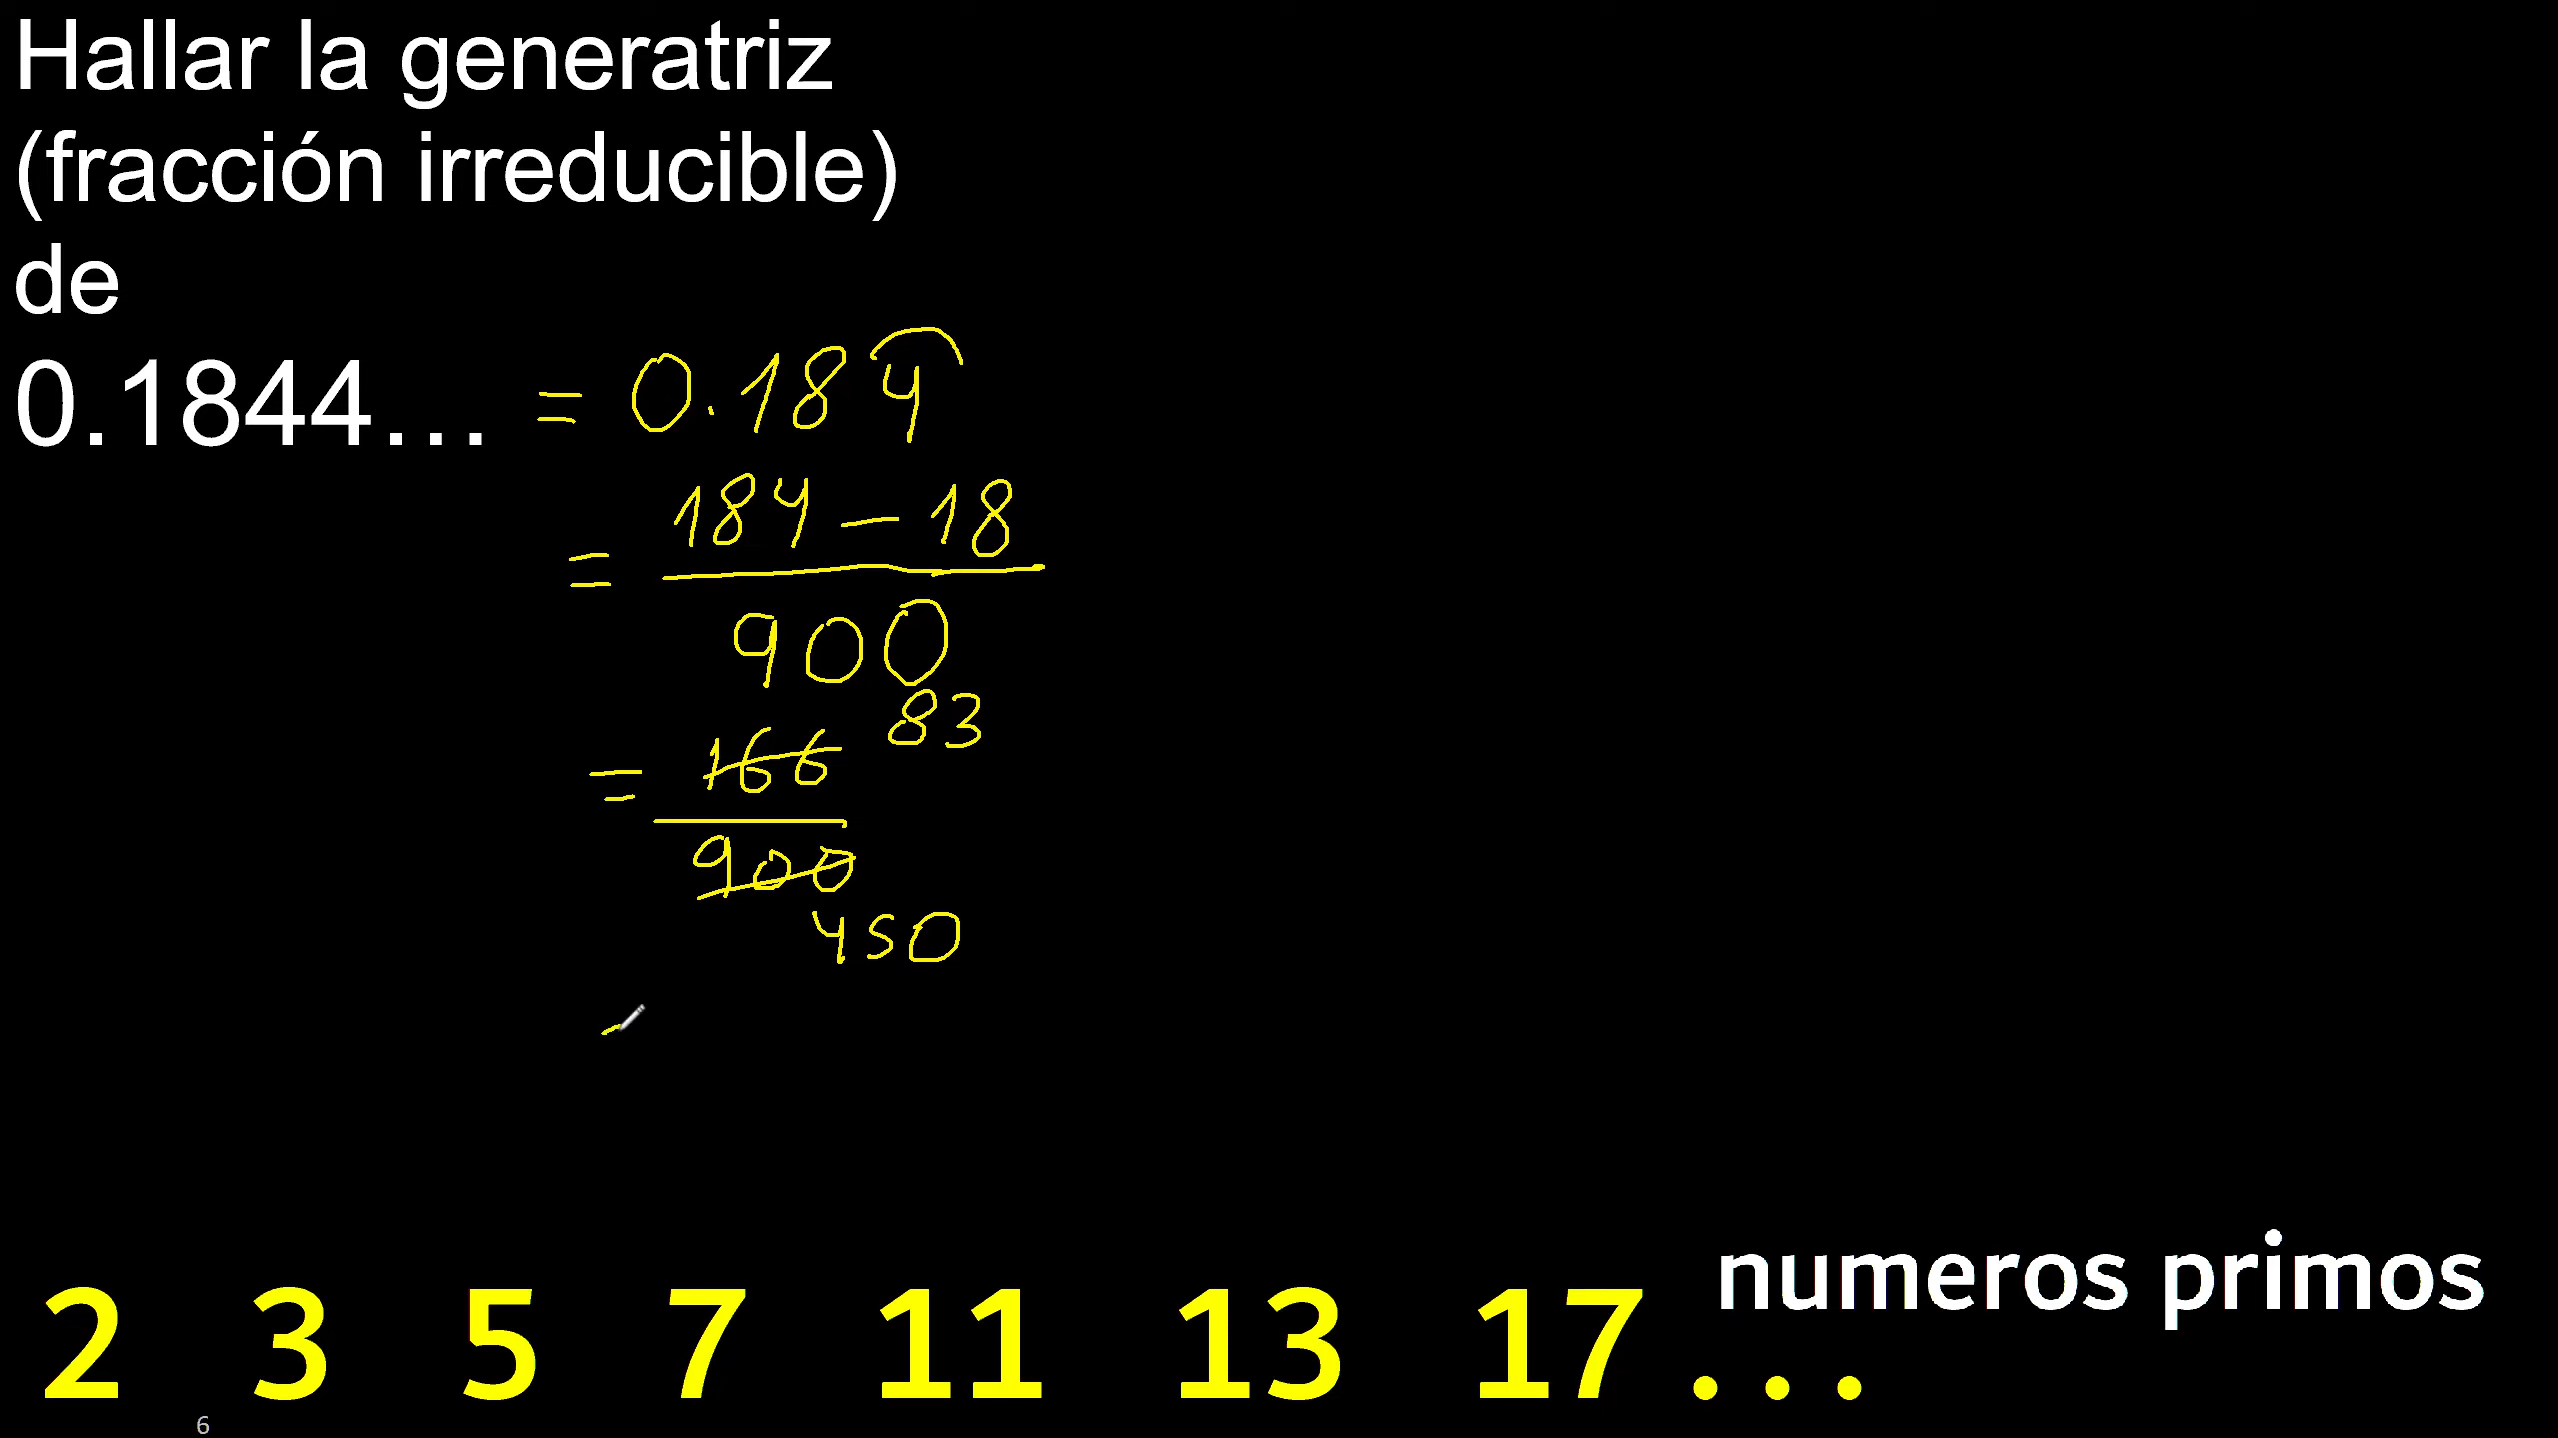 Hallar la generatriz
(fracción irreducible)
de
0.1844... = 0.184
= 184 - 18
900
= 166 83
900
450
numeros primos
2 3 5 7 11 13 17...
6